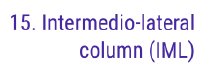 15. Intermedio-lateral
column (IML)